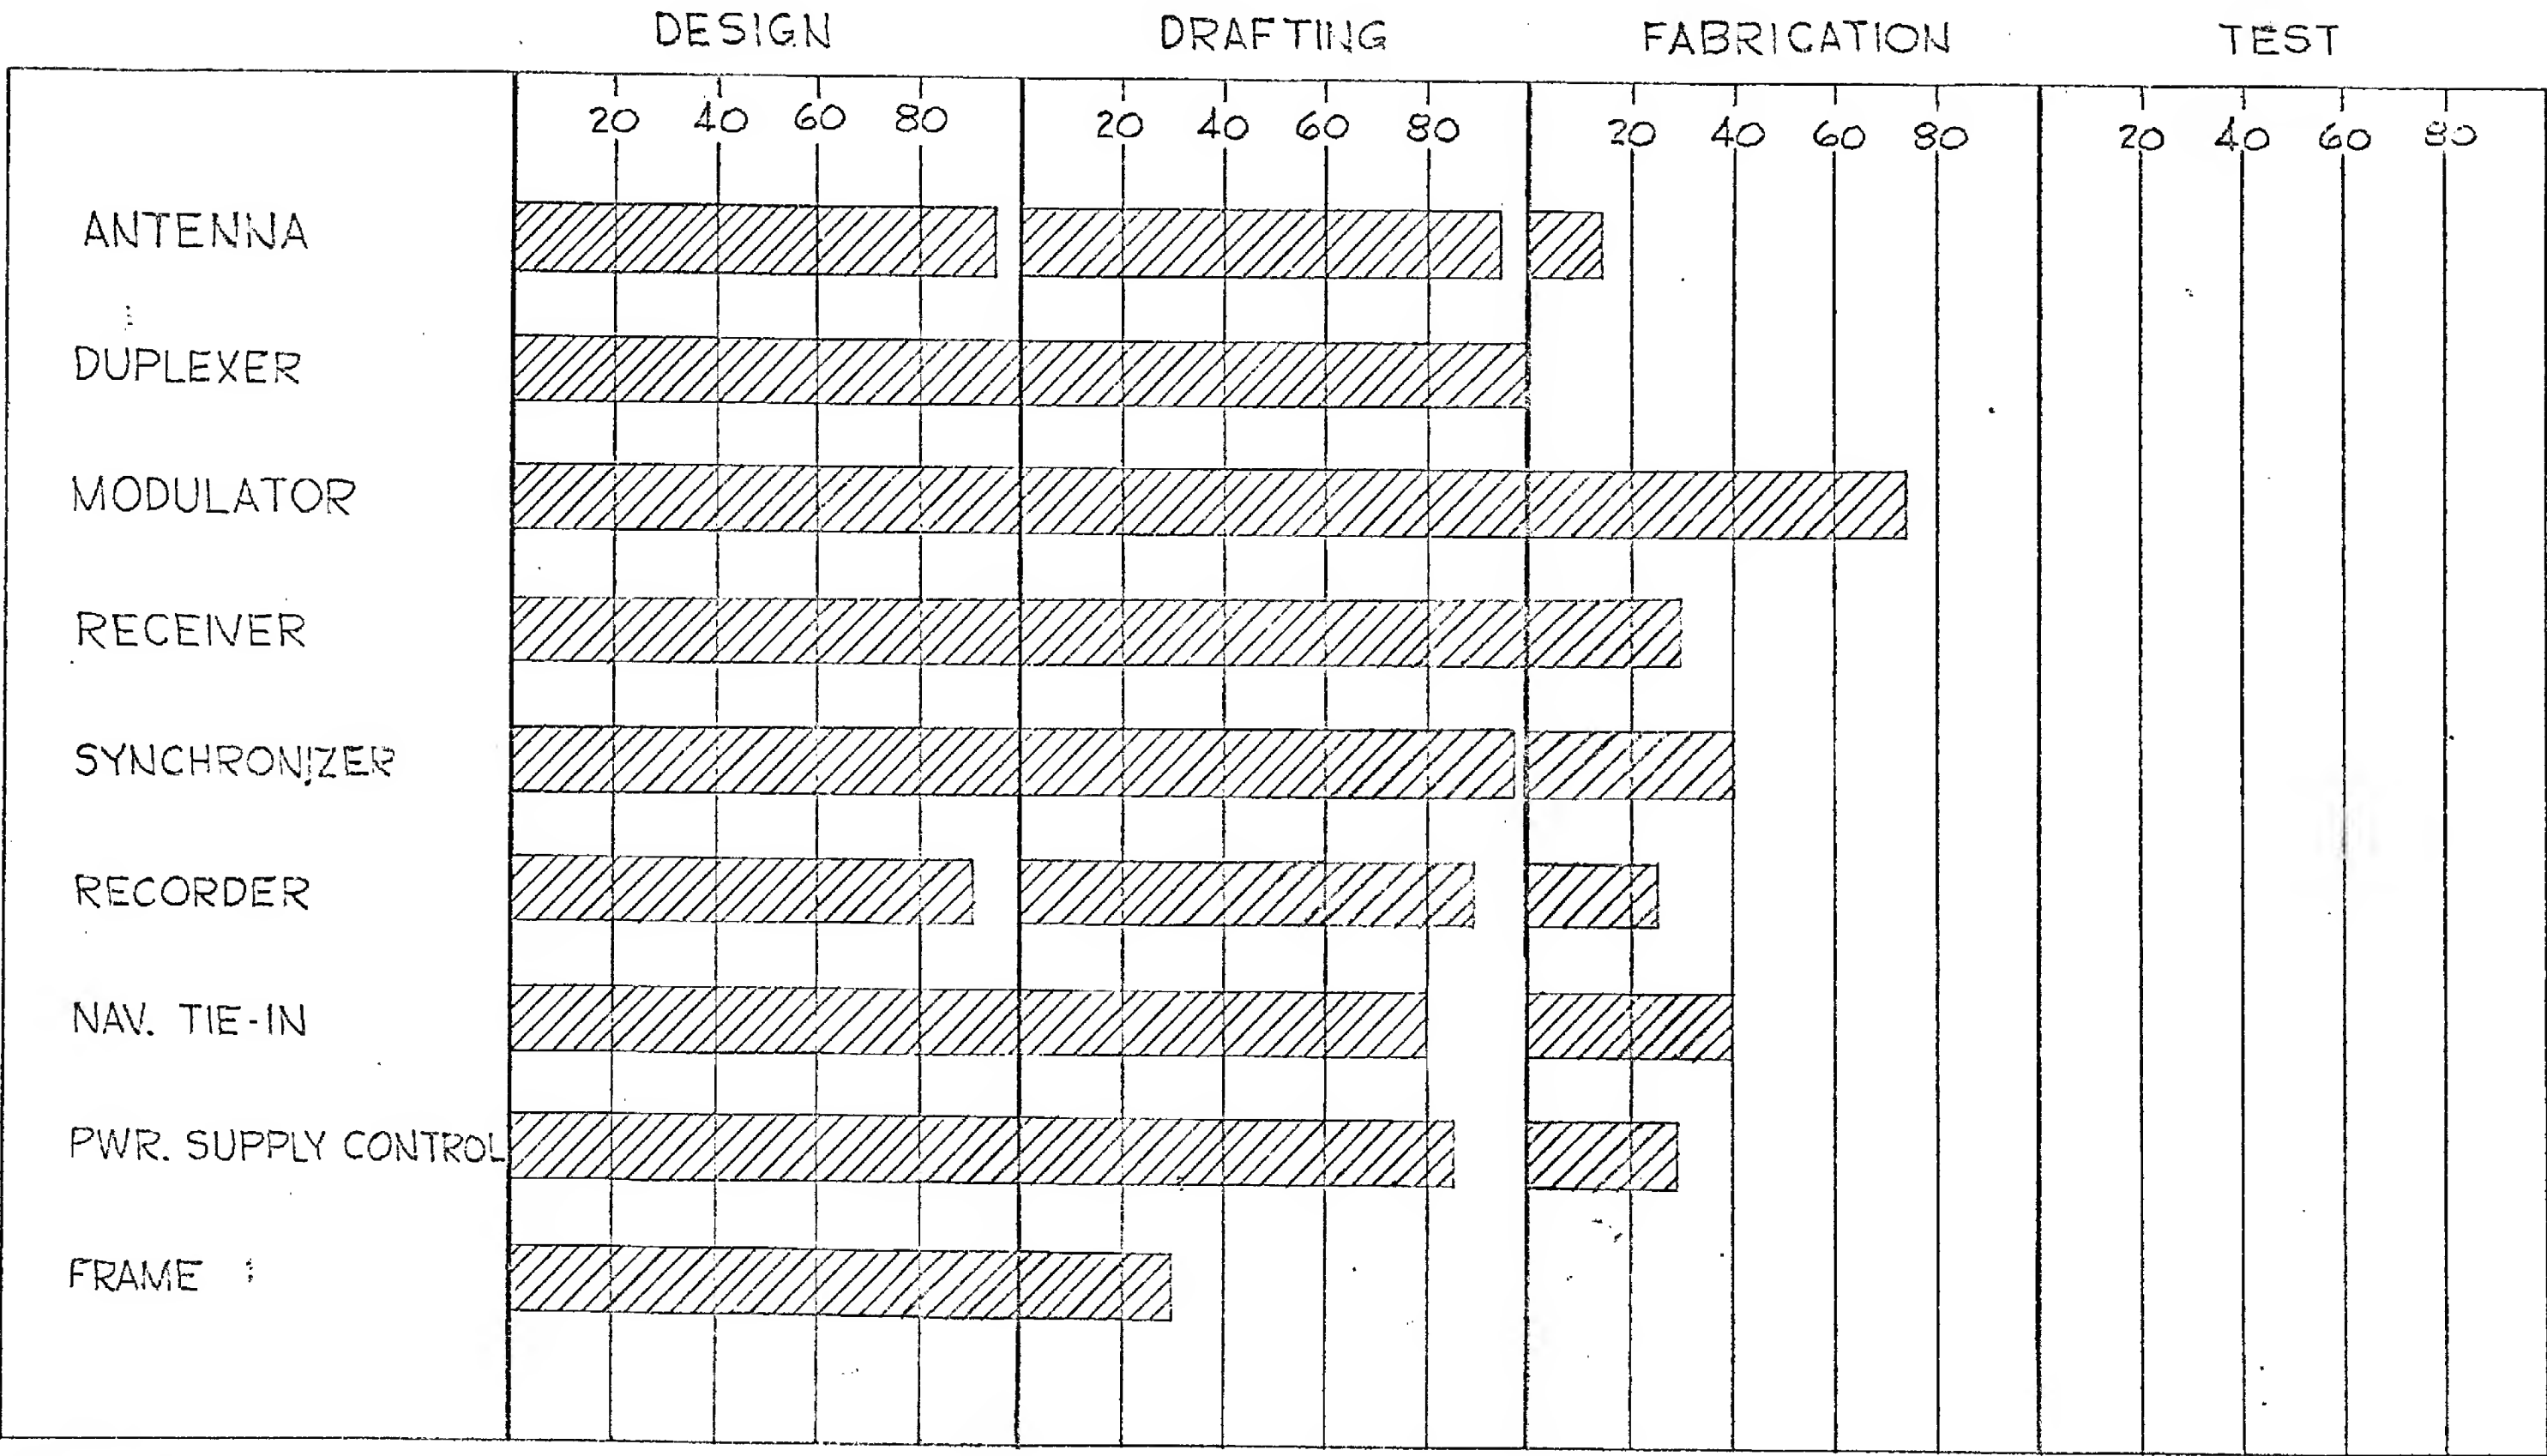 DESIGN DRAFTING FABRICATION TEST
20 40 60 80 20 40 60 80 20 40 60 80 20 40 60 80
ANTENNA
DUPLEXER
MODULATOR
RECEIVER
SYNCHRONIZER
RECORDER
NAV. TIE-IN
PWR. SUPPLY CONTROL
FRAME